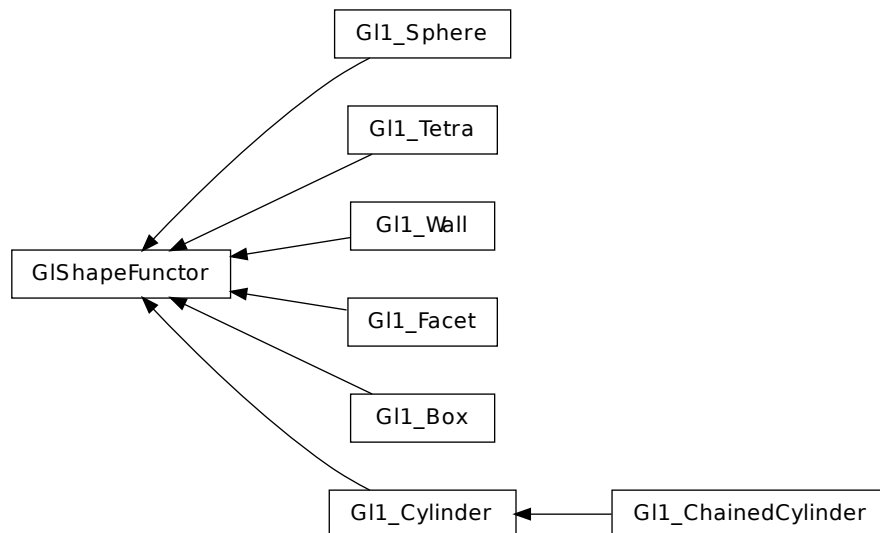 Gl1_Sphere
Gl1_Tetra
Gl1_Wall
GlShapeFunctor
Gl1_Facet
Gl1_Box
Gl1_Cylinder
Gl1_ChainedCylinder